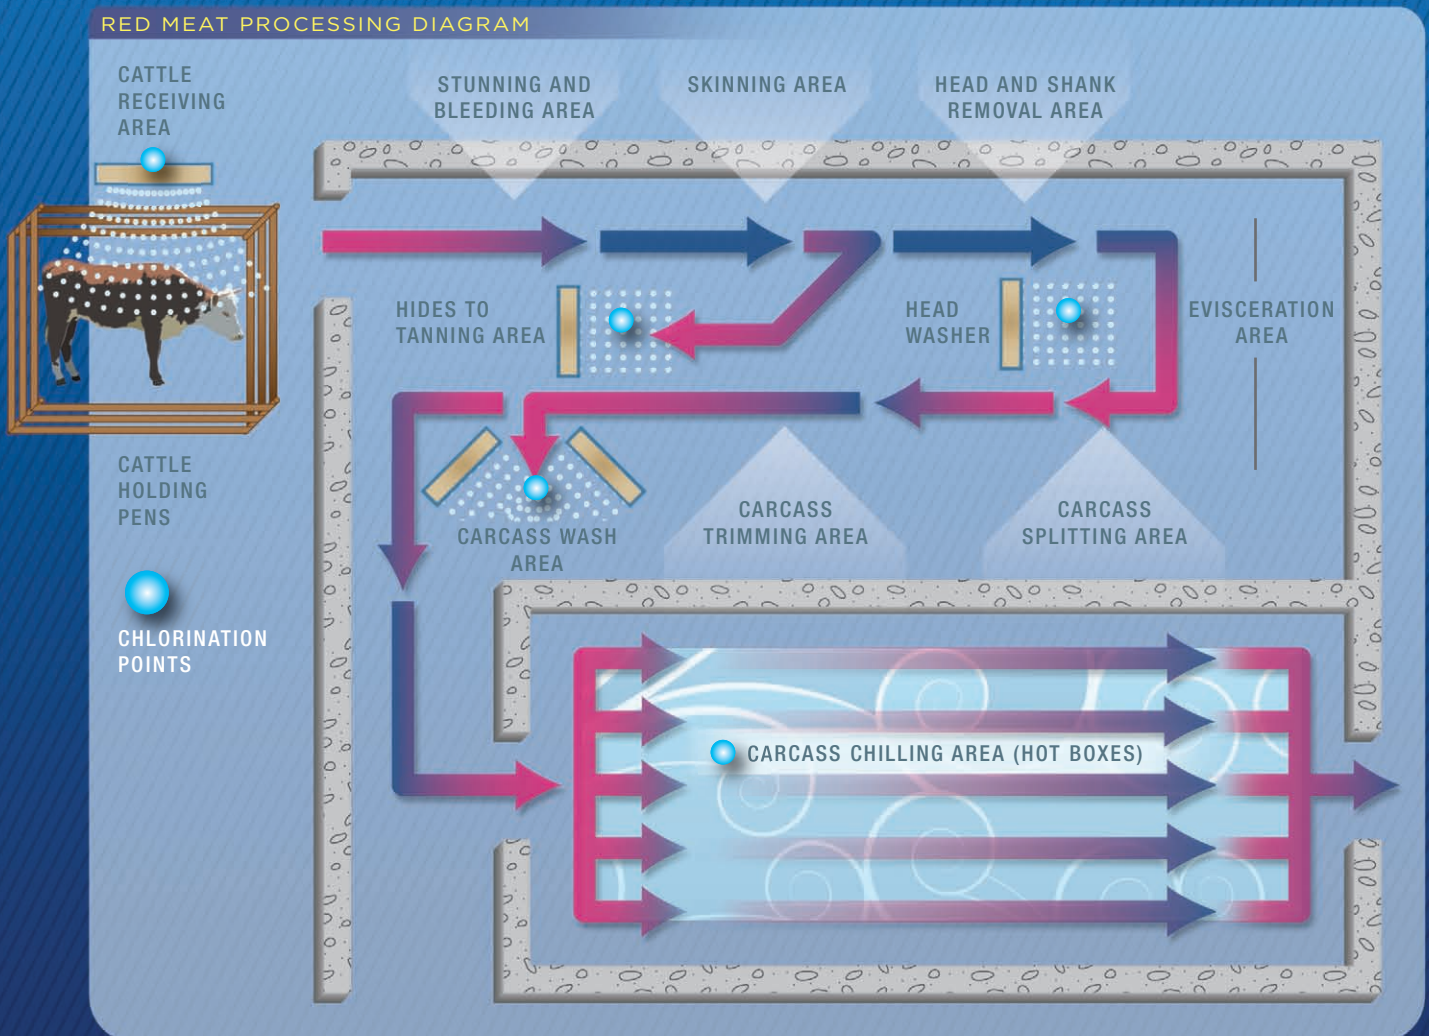 RED MEAT PROCESSING DIAGRAM
CATTLE
RECEIVING
AREA
STUNNING AND
BLEEDING AREA
SKINNING AREA
HEAD AND SHANK
REMOVAL AREA
HIDES TO
TANNING AREA
HEAD
WASHER
EVISCERATION
AREA
CATTLE
HOLDING
PENS
CARCASS WASH
AREA
CARCASS
TRIMMING AREA
CARCASS
SPLITTING AREA
CHLORINATION
POINTS
CARCASS CHILLING AREA (HOT BOXES)